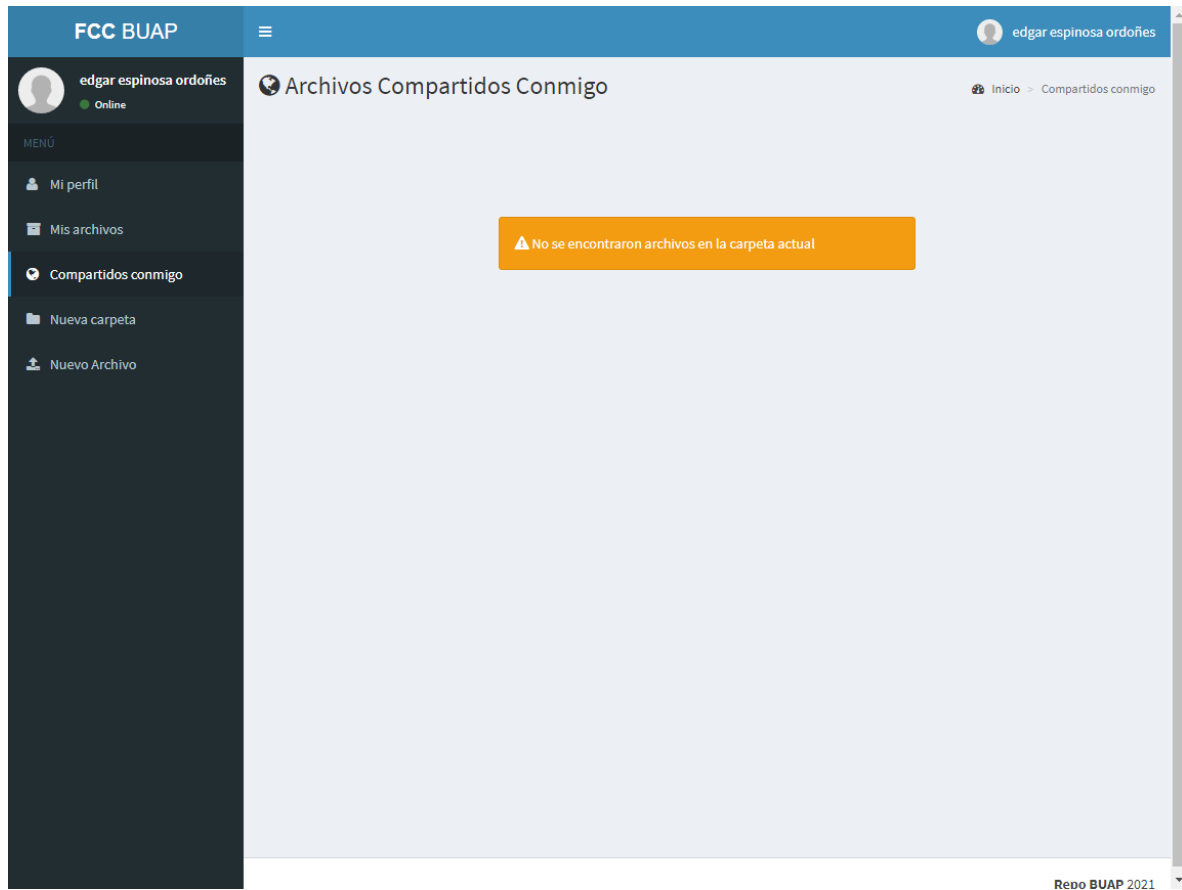 FCC BUAP
edgar espinosa ordoñes
edgar espinosa ordoñes
Online
MENÚ
Mi perfil
Mis archivos
Compartidos conmigo
Nueva carpeta
Nuevo Archivo
Archivos Compartidos Conmigo
Inicio > Compartidos conmigo
No se encontraron archivos en la carpeta actual
Repo BUAP 2021